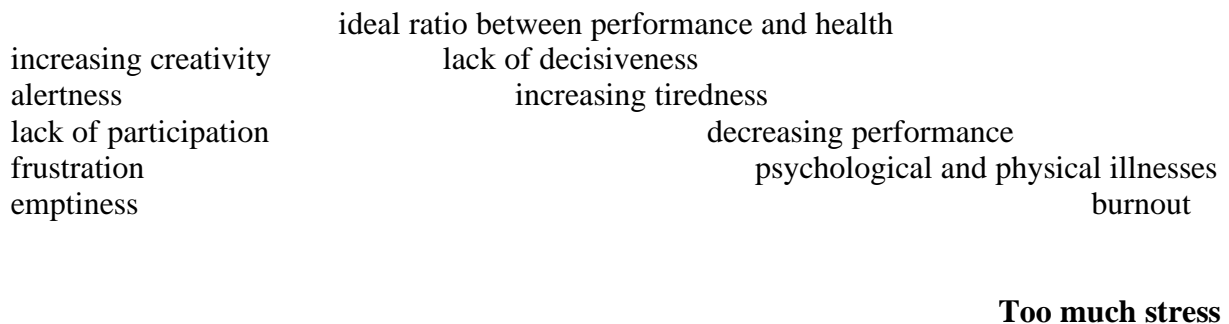 ideal ratio between performance and health
increasing creativity lack of decisiveness
alertness increasing tiredness
lack of participation decreasing performance
frustration psychological and physical illnesses
emptiness burnout
Too much stress